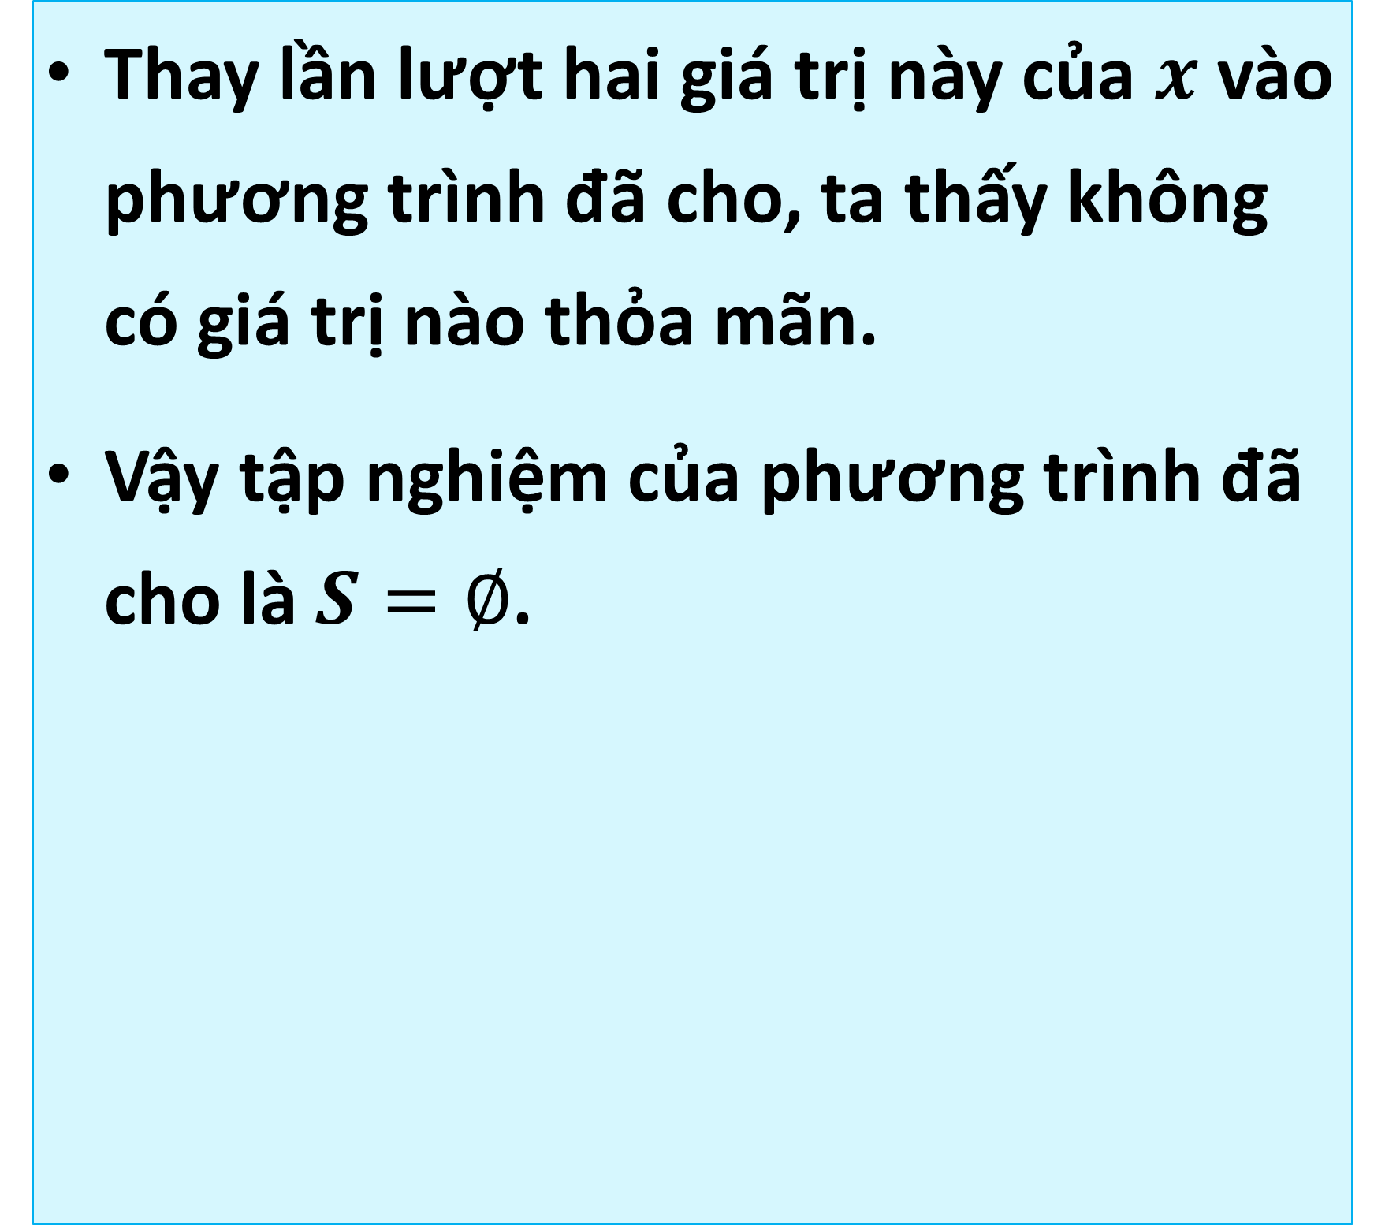 • Thay lần lượt hai giá trị này của x vào
phương trình đã cho, ta thấy không
có giá trị nào thỏa mãn.
• Vậy tập nghiệm của phương trình đã
cho là S = ∅.